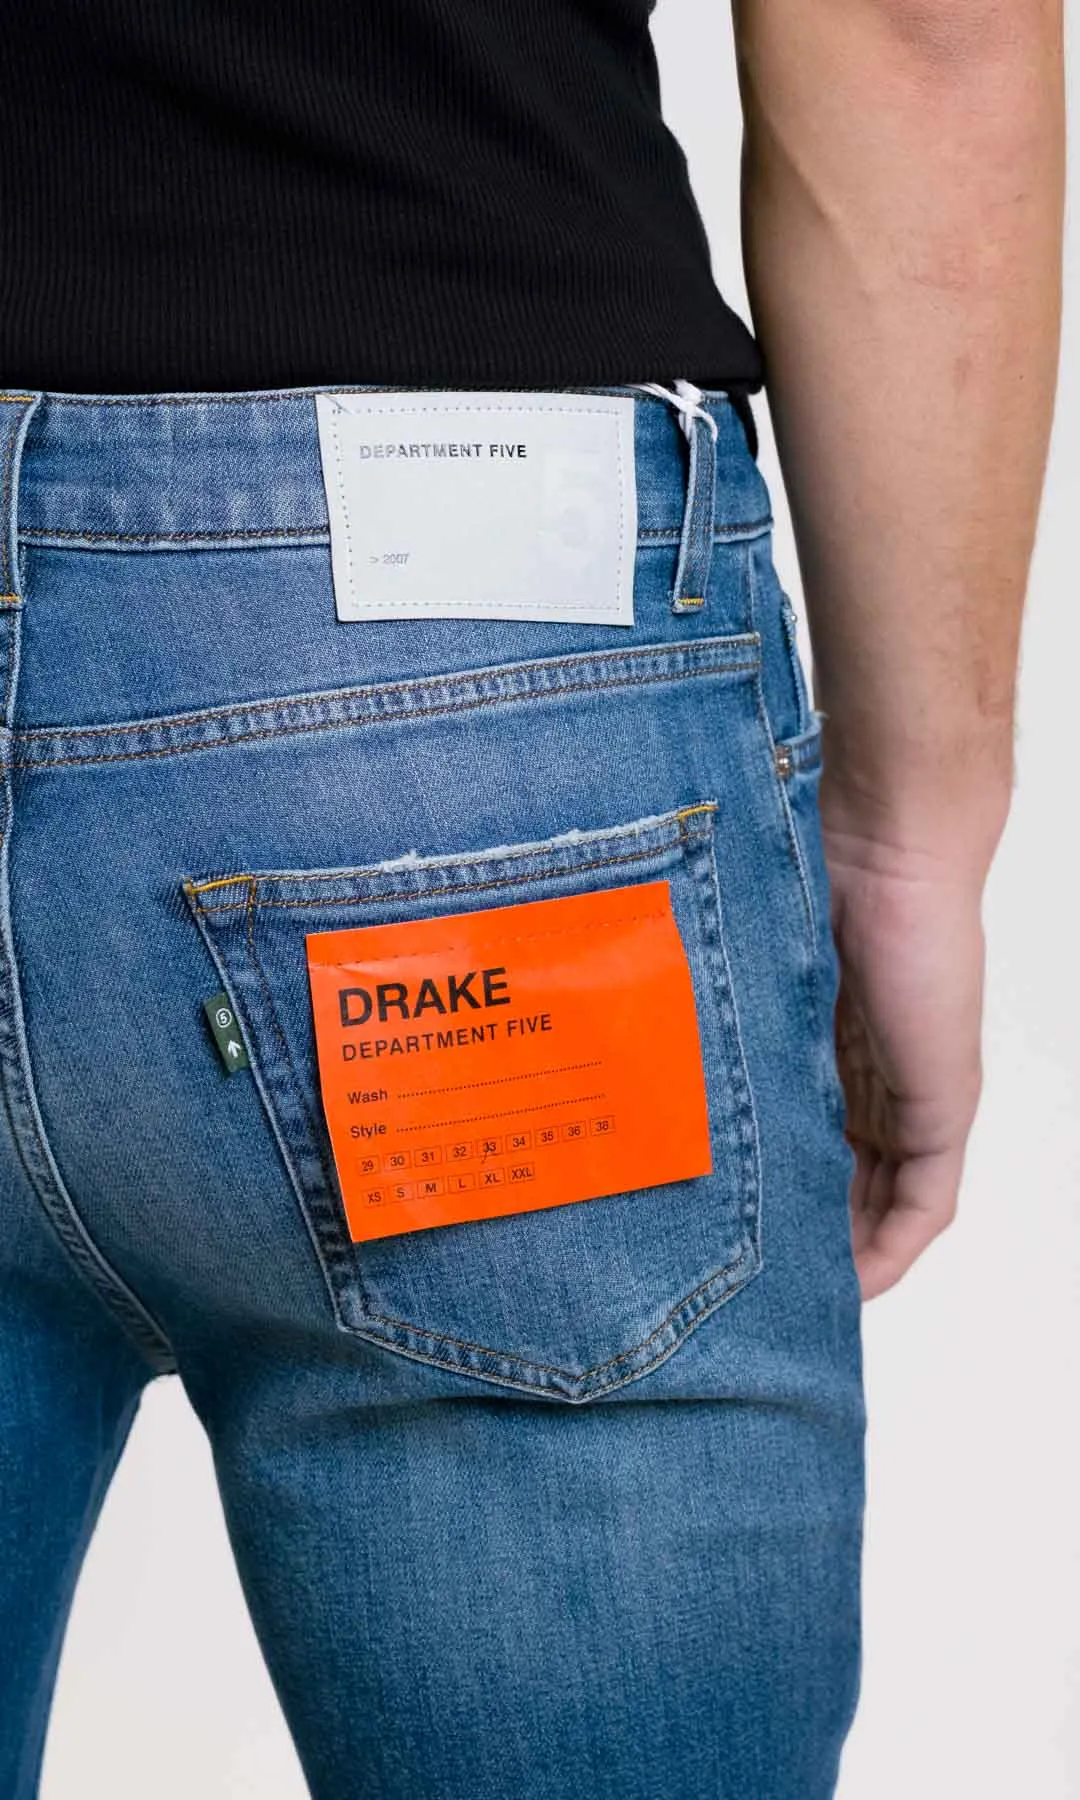 DEPARTMENT FIVE
5
> 2007
DRAKE
DEPARTMENT FIVE
Wash ........................................
Style ........................................
29 30 31 32 33 34 35 36 38
XS S M L XL XXL
5